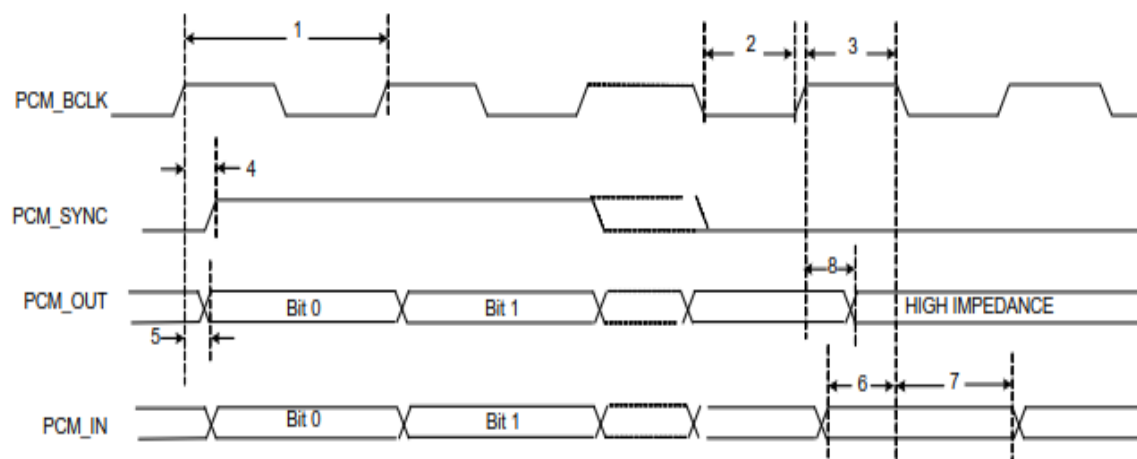 1
2
3
PCM_BCLK
4
PCM_SYNC
8
PCM_OUT
Bit 0
Bit 1
HIGH IMPEDANCE
5
6
7
PCM_IN
Bit 0
Bit 1